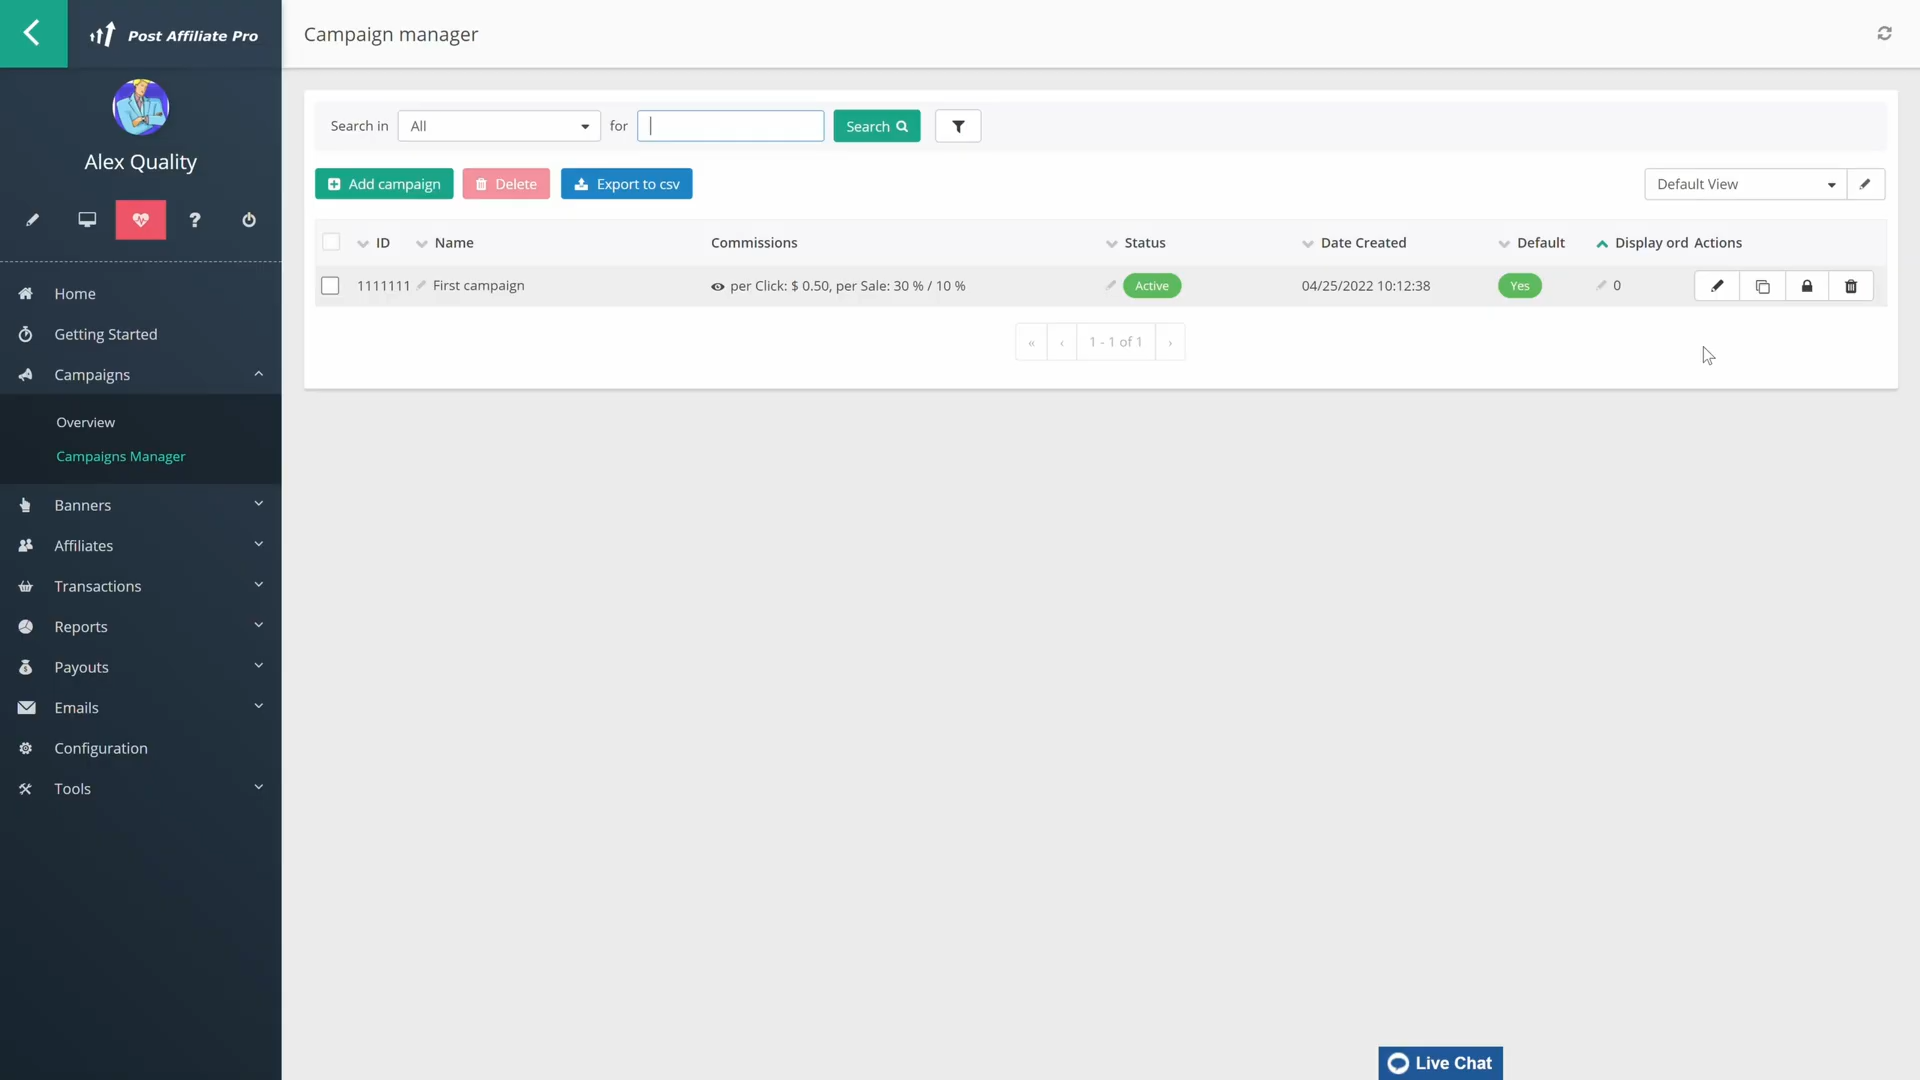 Post Affiliate Pro
Campaign manager
Alex Quality
Home
Getting Started
Campaigns
Overview
Campaigns Manager
Banners
Affiliates
Transactions
Reports
Payouts
Emails
Configuration
Tools
Search in All for Search
Add campaign Delete Export to csv Default View
ID Name Commissions Status Date Created Default Display ord Actions
1111111 First campaign per Click: $ 0.50, per Sale: 30 % / 10 % Active 04/25/2022 10:12:38 Yes 0
« ‹ 1 - 1 of 1 ›
Live Chat